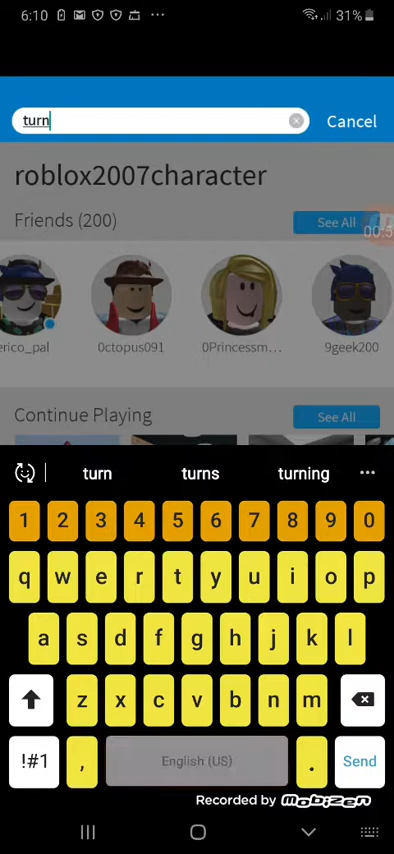 6:10 31%
turn Cancel
roblox2007character
Friends (200) See All
00:5
erico_pal 0ctopus091 0Princessm... 9geek200
Continue Playing See All
turn turns turning
1 2 3 4 5 6 7 8 9 0
q w e r t y u i o p
a s d f g h j k l
z x c v b n m
!#1 , English (US) . Send
Recorded by mobizen